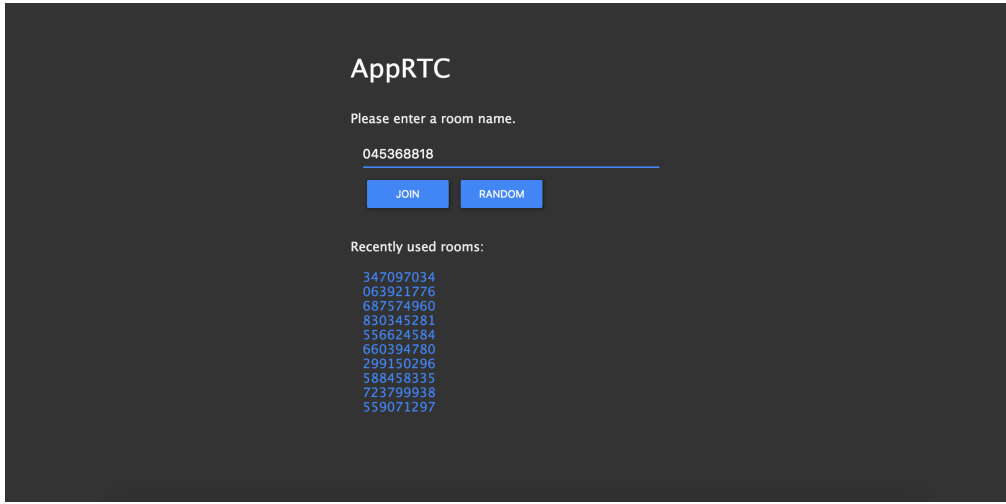 AppRTC
Please enter a room name.
045368818
JOIN RANDOM
Recently used rooms:
347097034
063921776
687574960
830345281
556624584
660394780
299150296
588458335
723799938
559071297